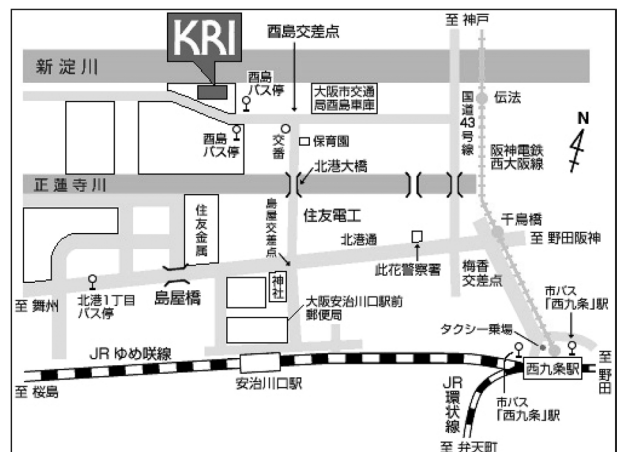 至 神戸
KRI
酉島交差点
新淀川
酉島
バス停
大阪市交通
局酉島車庫
国道43号線
伝法
N
酉島
バス停
交番
保育園
阪神電鉄
西大阪線
北港大橋
正蓮寺川
住友金属
島屋交差点
住友電工
千鳥橋
北港通
至 野田阪神
此花警察署
梅香
交差点
神社
市バス
「西九条」駅
至 舞州
北港1丁目
バス停
島屋橋
大阪安治川口駅前
郵便局
タクシー乗場
JR ゆめ咲線
安治川口駅
西九条駅
至 野田
至 桜島
JR環状線
市バス
「西九条」駅
至 弁天町